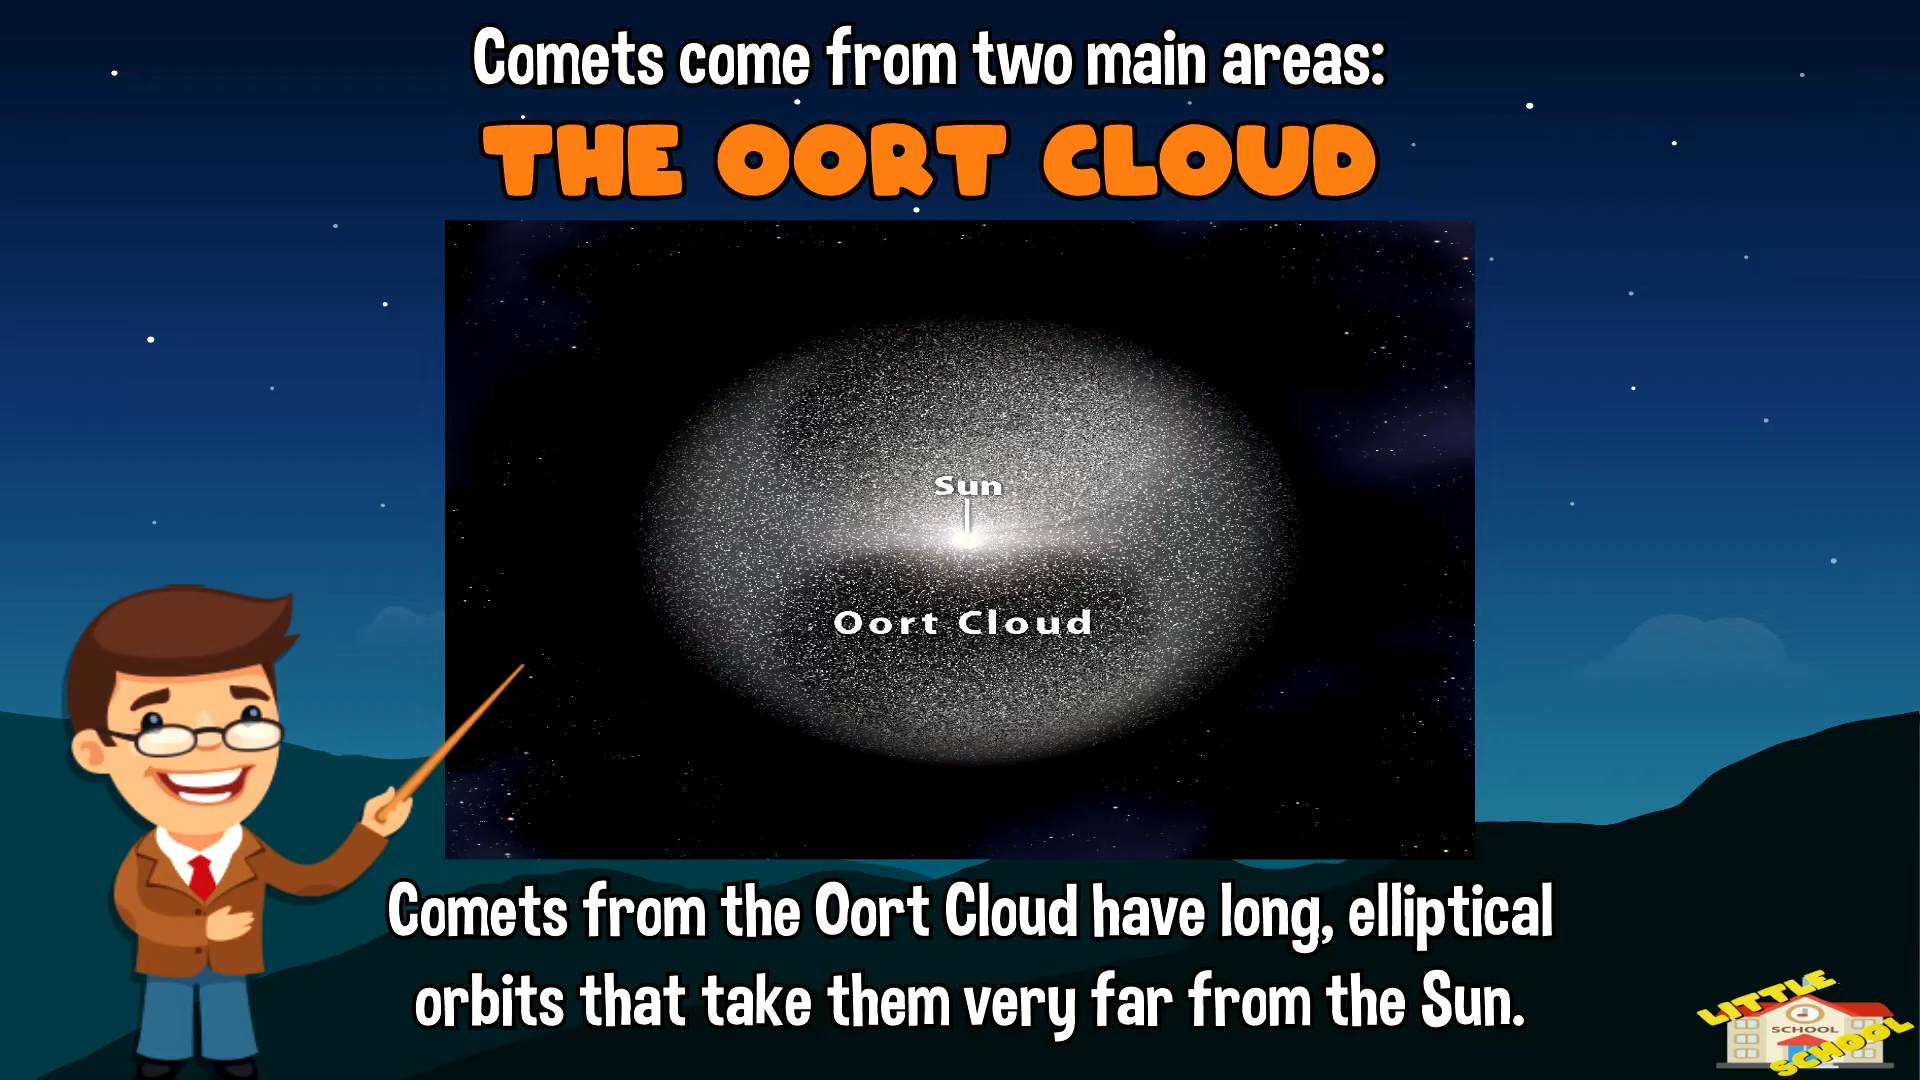 Comets come from two main areas:
THE OORT CLOUD
Sun
Oort Cloud
Comets from the Oort Cloud have long, elliptical
orbits that take them very far from the Sun.
LITTLE
SCHOOL
SCHOOL